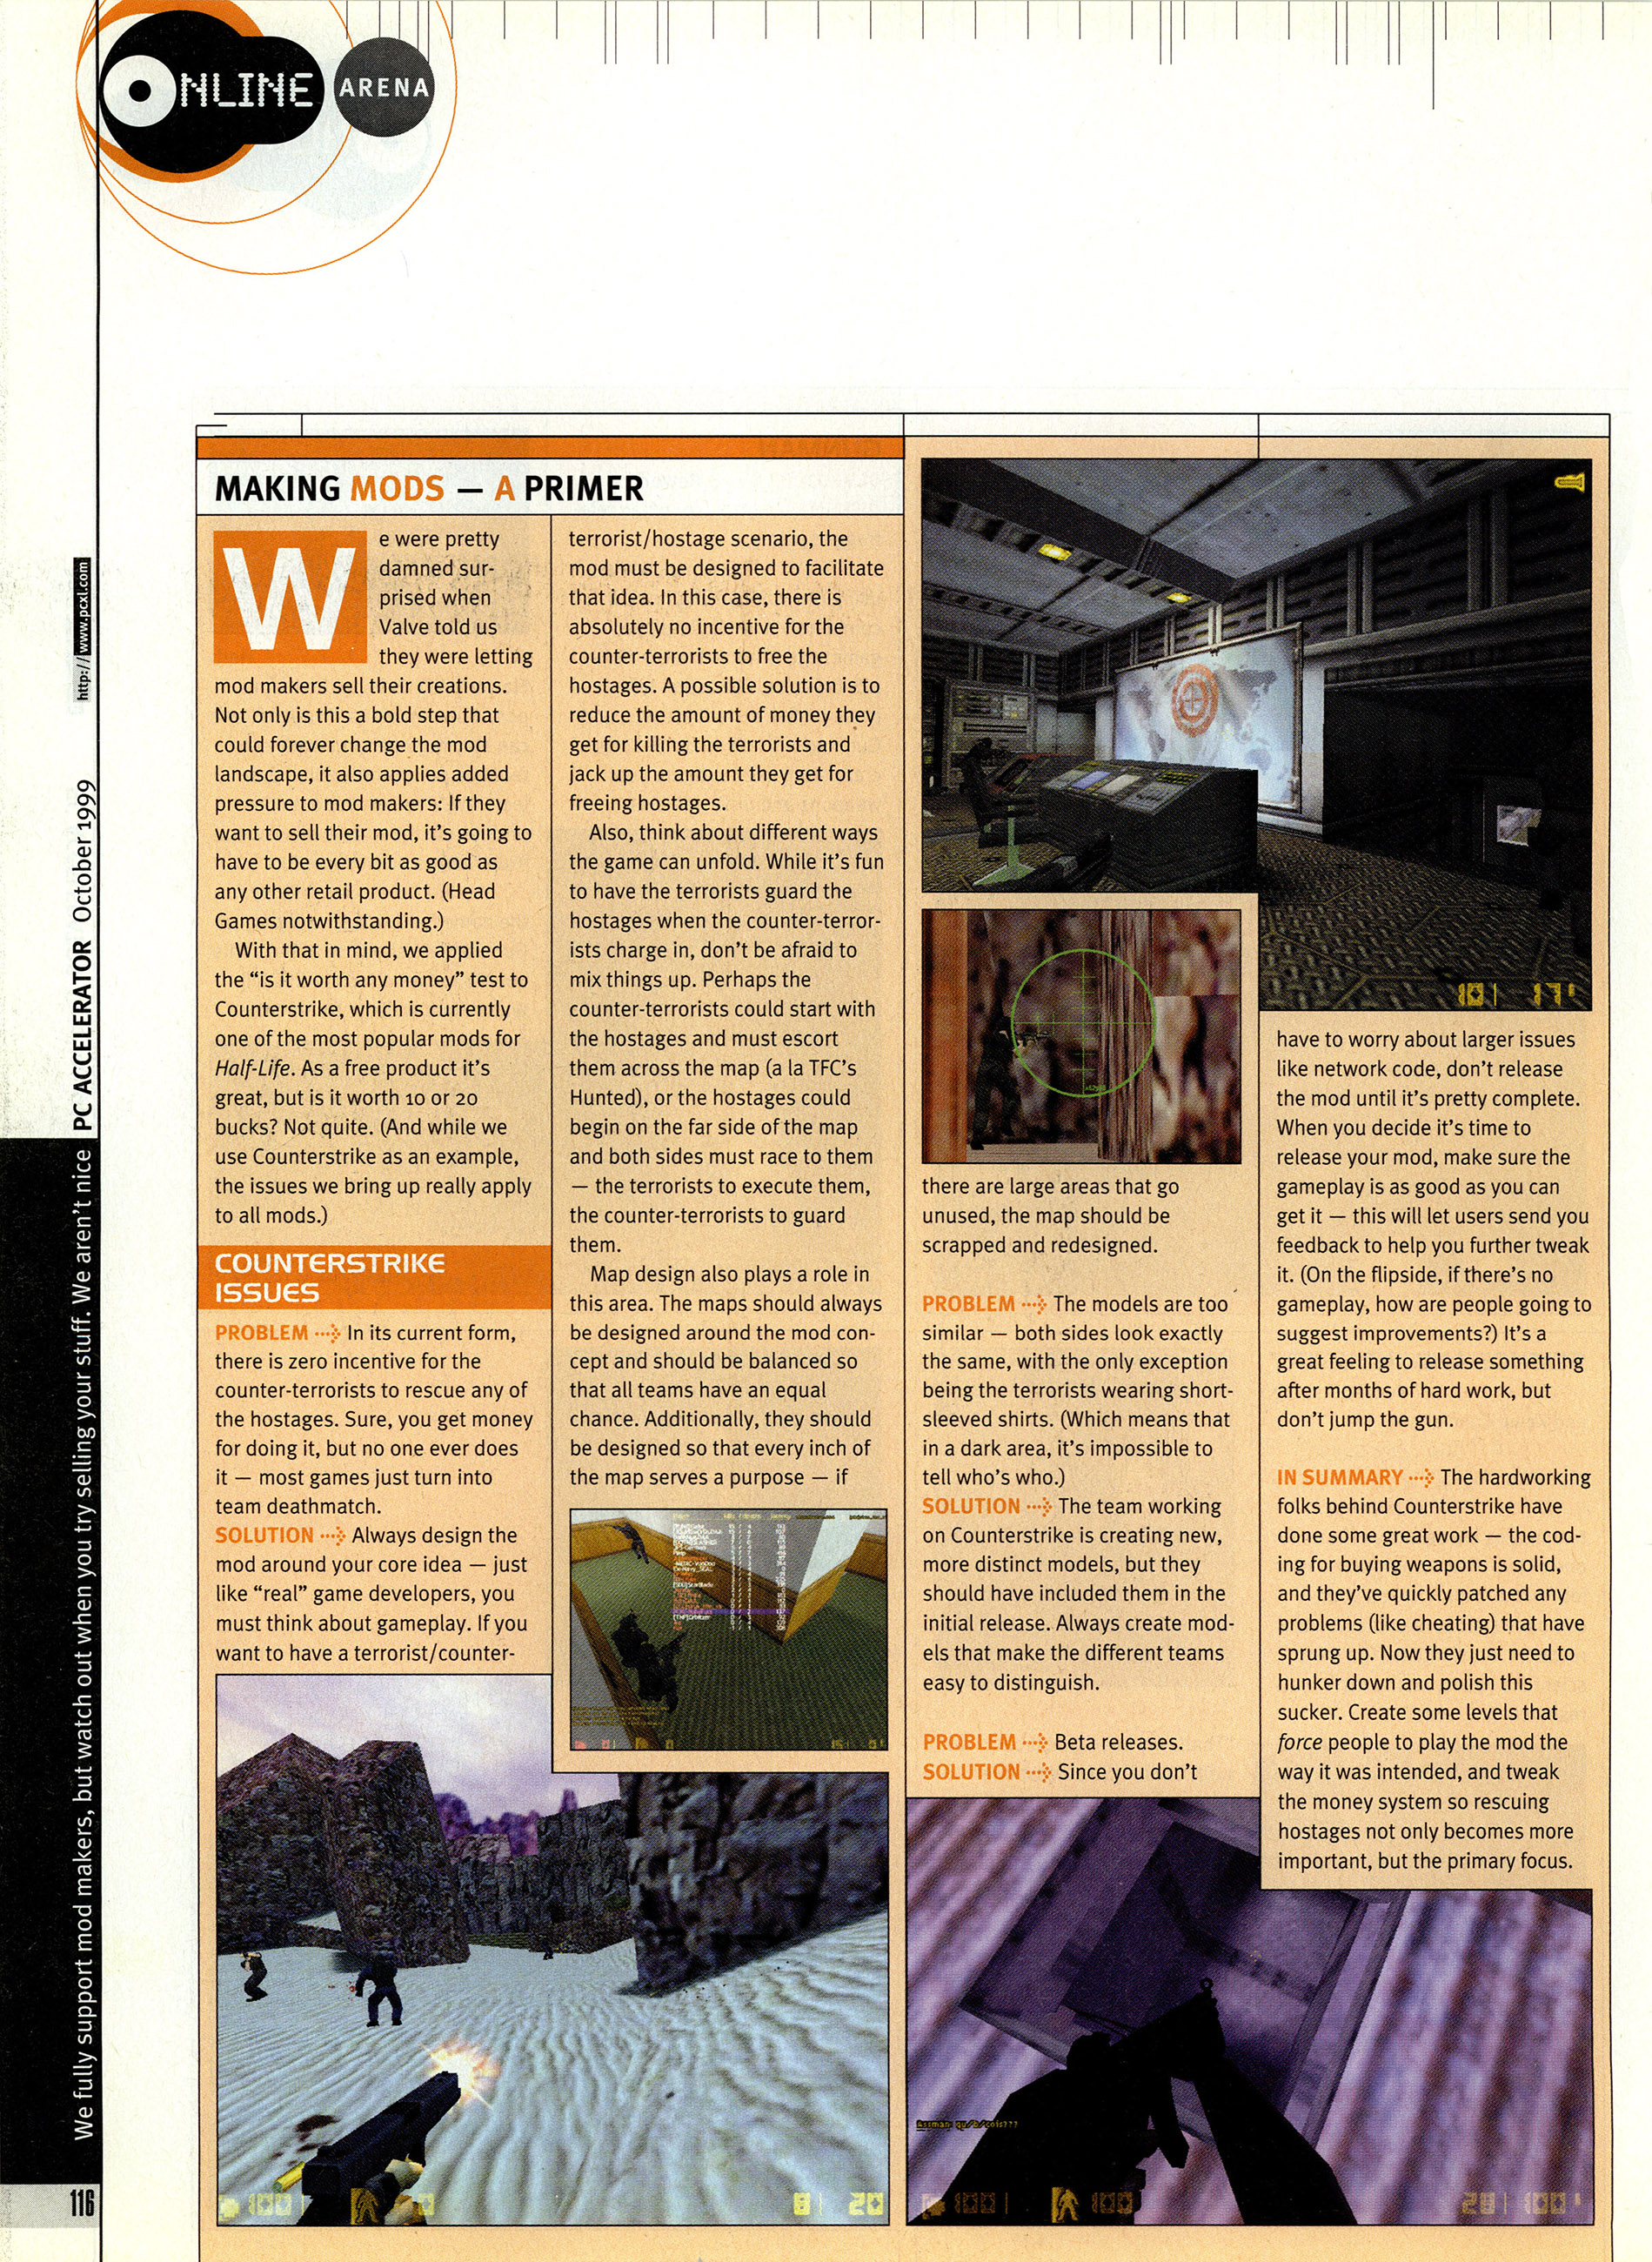 ONLINE
ARENA
MAKING MODS — A PRIMER
We were pretty
damned sur-
prised when
Valve told us
they were letting
mod makers sell their creations.
Not only is this a bold step that
could forever change the mod
landscape, it also applies added
pressure to mod makers: If they
want to sell their mod, it's going to
have to be every bit as good as
any other retail product. (Head
Games notwithstanding.)
With that in mind, we applied
the “is it worth any money” test to
Counterstrike, which is currently
one of the most popular mods for
Half-Life. As a free product it's
great, but is it worth 10 or 20
bucks? Not quite. (And while we
use Counterstrike as an example,
the issues we bring up really apply
to all mods.)
COUNTERSTRIKE
ISSUES
PROBLEM ···> In its current form,
there is zero incentive for the
counter-terrorists to rescue any of
the hostages. Sure, you get money
for doing it, but no one ever does
it — most games just turn into
team deathmatch.
SOLUTION ···> Always design the
mod around your core idea — just
like “real” game developers, you
must think about gameplay. If you
want to have a terrorist/counter-
terrorist/hostage scenario, the
mod must be designed to facilitate
that idea. In this case, there is
absolutely no incentive for the
counter-terrorists to free the
hostages. A possible solution is to
reduce the amount of money they
get for killing the terrorists and
jack up the amount they get for
freeing hostages.
Also, think about different ways
the game can unfold. While it's fun
to have the terrorists guard the
hostages when the counter-terror-
ists charge in, don't be afraid to
mix things up. Perhaps the
counter-terrorists could start with
the hostages and must escort
them across the map (a la TFC's
Hunted), or the hostages could
begin on the far side of the map
and both sides must race to them
— the terrorists to execute them,
the counter-terrorists to guard
them.
Map design also plays a role in
this area. The maps should always
be designed around the mod con-
cept and should be balanced so
that all teams have an equal
chance. Additionally, they should
be designed so that every inch of
the map serves a purpose — if
there are large areas that go
unused, the map should be
scrapped and redesigned.
PROBLEM ···> The models are too
similar — both sides look exactly
the same, with the only exception
being the terrorists wearing short-
sleeved shirts. (Which means that
in a dark area, it's impossible to
tell who's who.)
SOLUTION ···> The team working
on Counterstrike is creating new,
more distinct models, but they
should have included them in the
initial release. Always create mod-
els that make the different teams
easy to distinguish.
PROBLEM ···> Beta releases.
SOLUTION ···> Since you don't
have to worry about larger issues
like network code, don't release
the mod until it's pretty complete.
When you decide it's time to
release your mod, make sure the
gameplay is as good as you can
get it — this will let users send you
feedback to help you further tweak
it. (On the flipside, if there's no
gameplay, how are people going to
suggest improvements?) It's a
great feeling to release something
after months of hard work, but
don't jump the gun.
IN SUMMARY ···> The hardworking
folks behind Counterstrike have
done some great work — the cod-
ing for buying weapons is solid,
and they've quickly patched any
problems (like cheating) that have
sprung up. Now they just need to
hunker down and polish this
sucker. Create some levels that
force people to play the mod the
way it was intended, and tweak
the money system so rescuing
hostages not only becomes more
important, but the primary focus.
10| 17
100|
8| 20
100| 100
28|100
We fully support mod makers, but watch out when you try selling your stuff. We aren't nice PC ACCELERATOR October 1999 http://www.pcxl.com
116